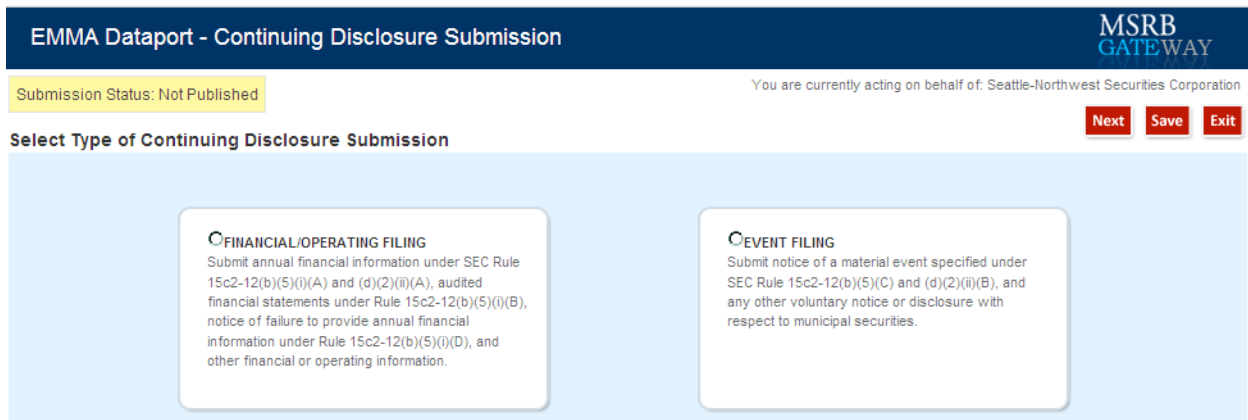 EMMA Dataport - Continuing Disclosure Submission
MSRB
GATEWAY
Submission Status: Not Published
You are currently acting on behalf of: Seattle-Northwest Securities Corporation
Next Save Exit
Select Type of Continuing Disclosure Submission
FINANCIAL/OPERATING FILING
Submit annual financial information under SEC Rule
15c2-12(b)(5)(i)(A) and (d)(2)(ii)(A), audited
financial statements under Rule 15c2-12(b)(5)(i)(B),
notice of failure to provide annual financial
information under Rule 15c2-12(b)(5)(i)(D), and
other financial or operating information.
EVENT FILING
Submit notice of a material event specified under
SEC Rule 15c2-12(b)(5)(C) and (d)(2)(ii)(B), and
any other voluntary notice or disclosure with
respect to municipal securities.